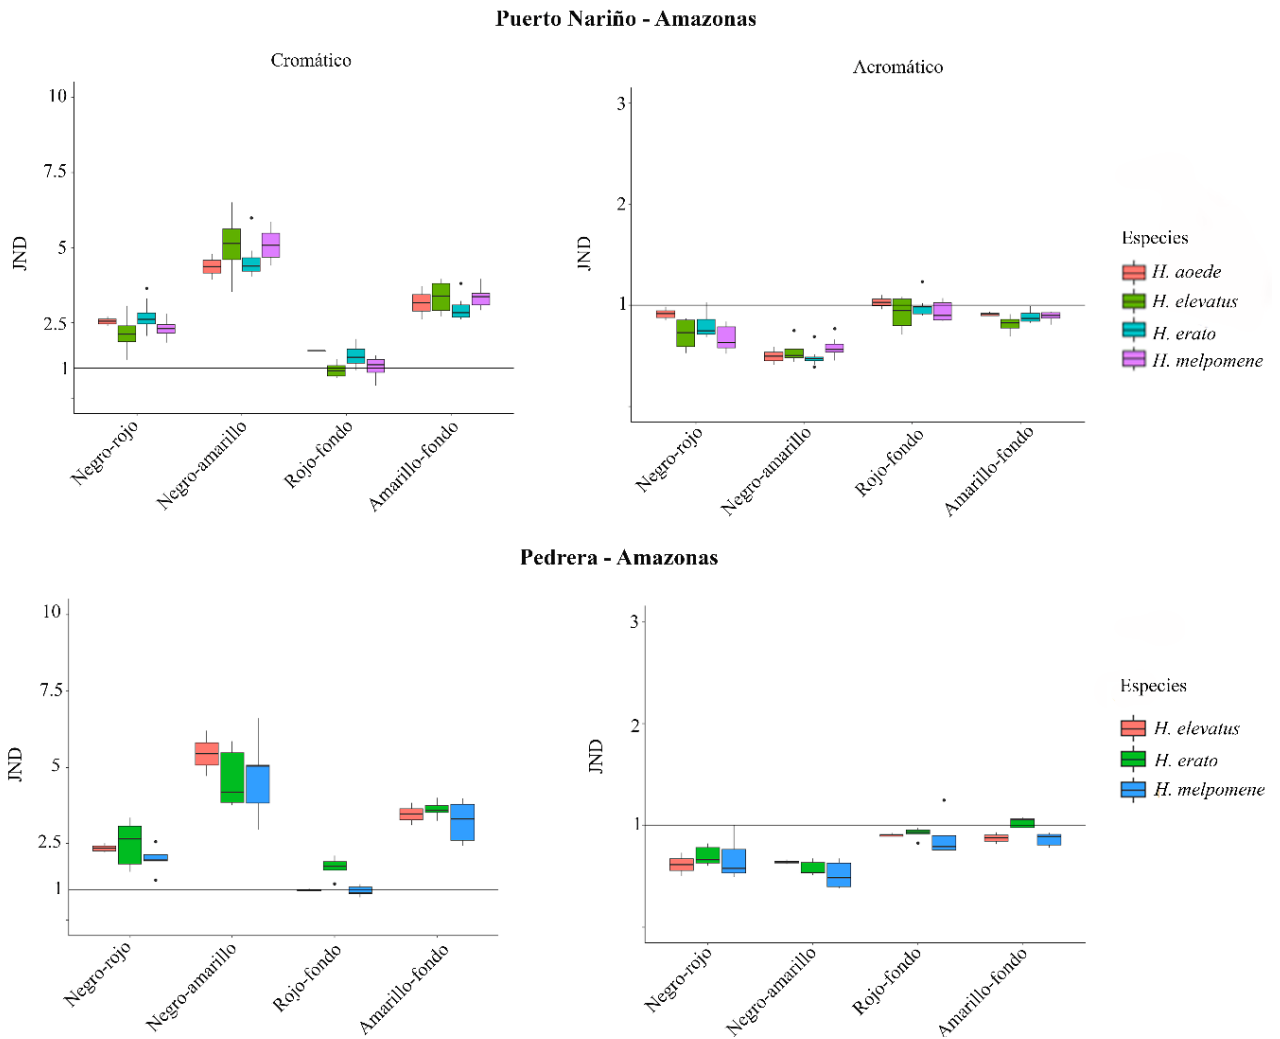 Puerto Nariño - Amazonas
Cromático
Acromático
10
7.5
5
2.5
1
JND
Negro-rojo
Negro-amarillo
Rojo-fondo
Amarillo-fondo
3
2
1
JND
Negro-rojo
Negro-amarillo
Rojo-fondo
Amarillo-fondo
Especies
H. aoede
H. elevatus
H. erato
H. melpomene
Pedrera - Amazonas
10
7.5
5
2.5
1
JND
Negro-rojo
Negro-amarillo
Rojo-fondo
Amarillo-fondo
3
2
1
JND
Negro-rojo
Negro-amarillo
Rojo-fondo
Amarillo-fondo
Especies
H. elevatus
H. erato
H. melpomene